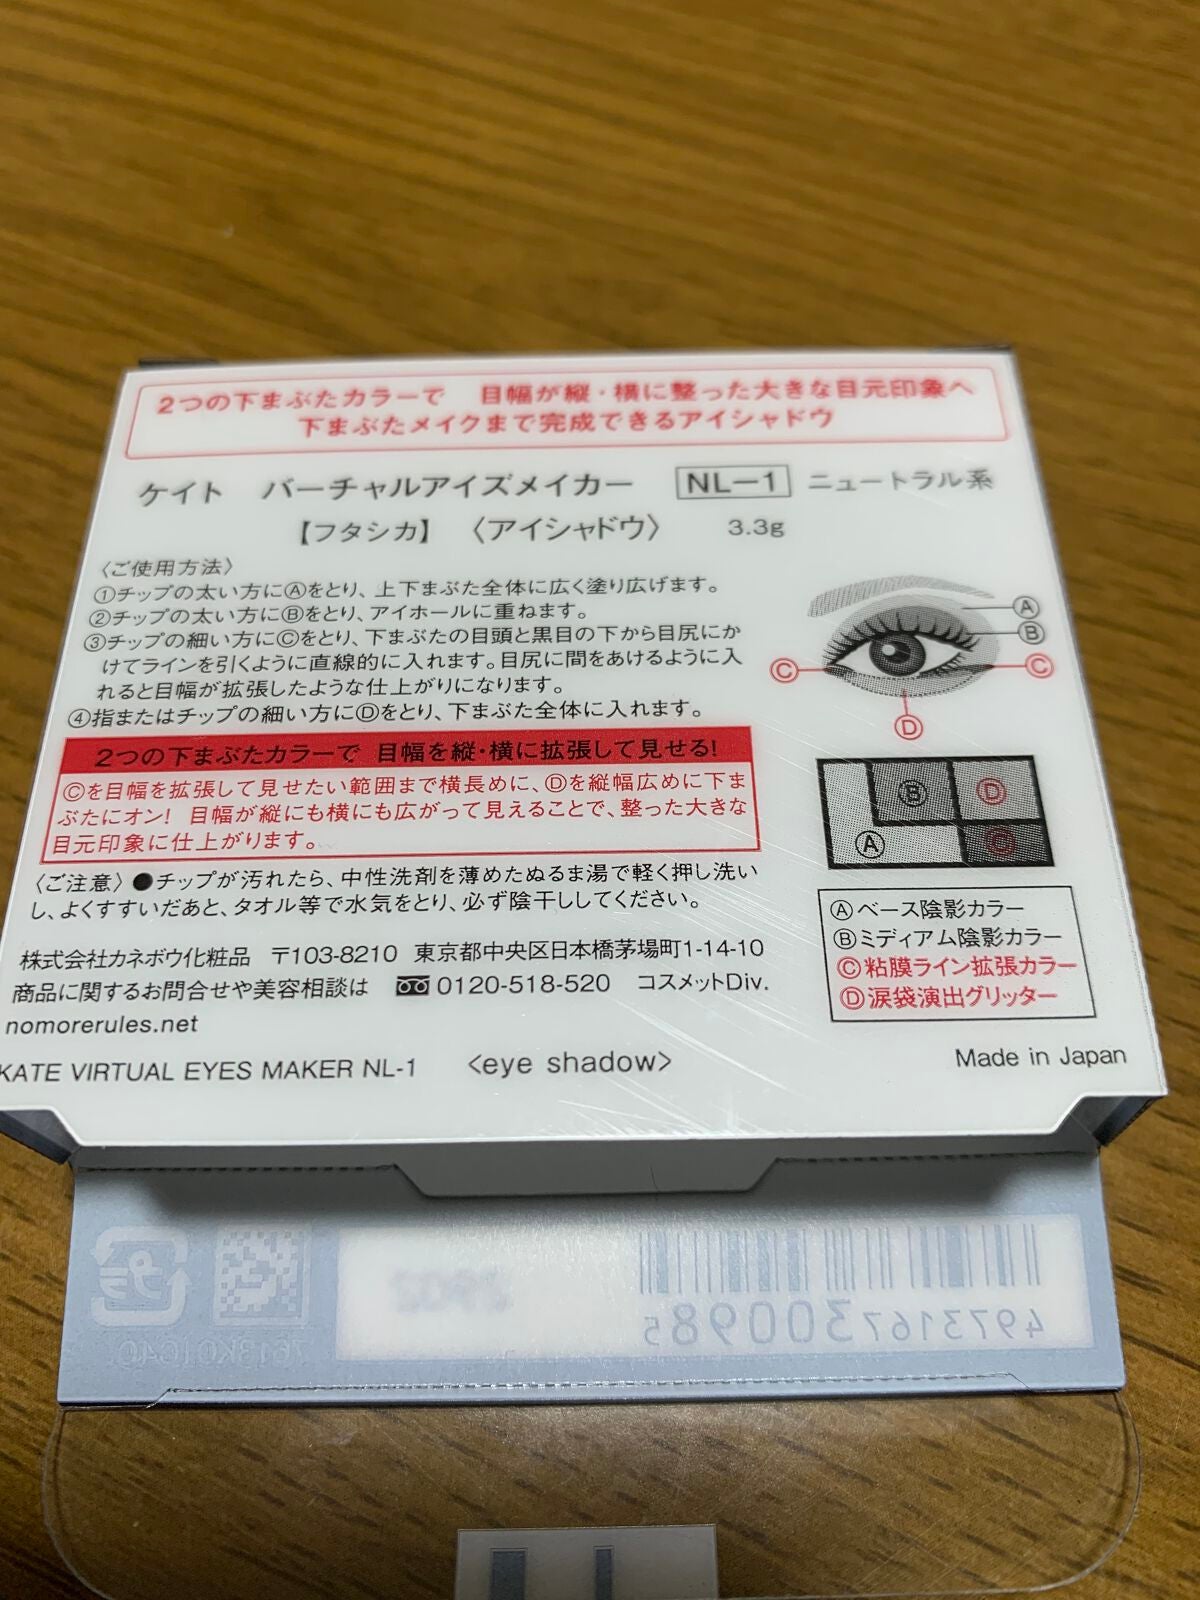 2つの下まぶたカラーで 目幅が縦・横に整った大きな目元印象へ
下まぶたメイクまで完成できるアイシャドウ
ケイト バーチャルアイズメイカー NL－1 ニュートラル系
【フタシカ】 〈アイシャドウ〉 3.3g
〈ご使用方法〉
①チップの太い方にⒶをとり、上下まぶた全体に広く塗り広げます。
②チップの太い方にⒷをとり、アイホールに重ねます。
③チップの細い方にⒸをとり、下まぶたの目頭と黒目の下から目尻にか
けてラインを引くように直線的に入れます。目尻に間をあけるように入
れると目幅が拡張したような仕上がりになります。
④指またはチップの細い方にⒹをとり、下まぶた全体に入れます。
Ⓐ
Ⓑ
Ⓒ
Ⓒ
Ⓓ
2つの下まぶたカラーで 目幅を縦・横に拡張して見せる!
Ⓒを目幅を拡張して見せたい範囲まで横長めに、Ⓓを縦幅広めに下ま
ぶたにオン! 目幅が縦にも横にも広がって見えることで、整った大きな
目元印象に仕上がります。
Ⓑ
Ⓓ
Ⓐ
Ⓒ
〈ご注意〉●チップが汚れたら、中性洗剤を薄めたぬるま湯で軽く押し洗い
し、よくすすいだあと、タオル等で水気をとり、必ず陰干ししてください。
Ⓐベース陰影カラー
Ⓑミディアム陰影カラー
Ⓒ粘膜ライン拡張カラー
Ⓓ涙袋演出グリッター
株式会社カネボウ化粧品 〒103-8210 東京都中央区日本橋茅場町1-14-10
商品に関するお問合せや美容相談は 0120-518-520 コスメットDiv.
nomorerules.net
KATE VIRTUAL EYES MAKER NL-1 <eye shadow> Made in Japan
プラ
4973167300985